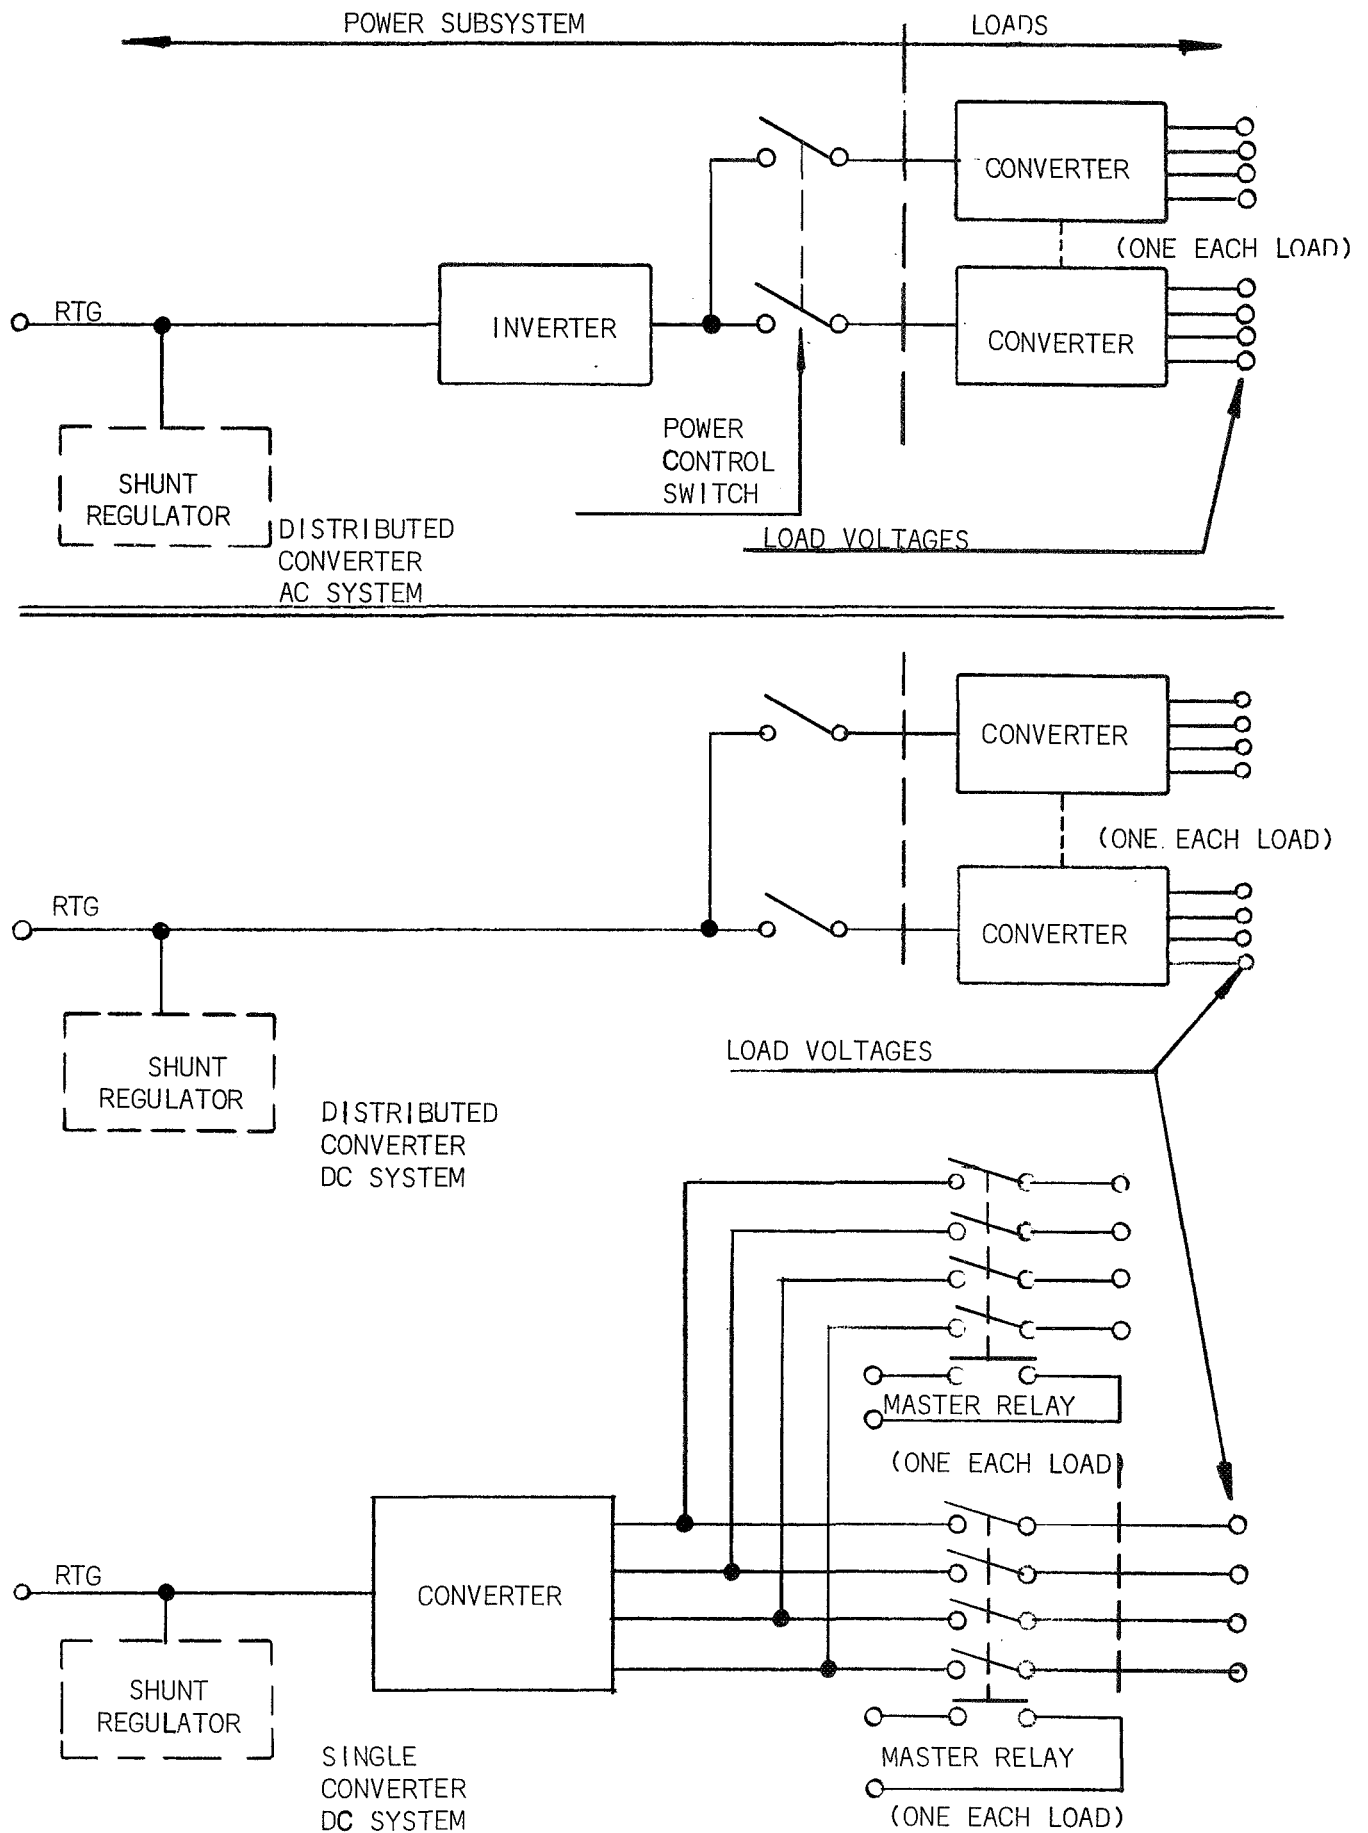 POWER SUBSYSTEM
LOADS
CONVERTER
(ONE EACH LOAD)
RTG
INVERTER
CONVERTER
POWER
CONTROL
SWITCH
SHUNT
REGULATOR
DISTRIBUTED
CONVERTER
AC SYSTEM
LOAD VOLTAGES
CONVERTER
(ONE EACH LOAD)
RTG
CONVERTER
SHUNT
REGULATOR
LOAD VOLTAGES
DISTRIBUTED
CONVERTER
DC SYSTEM
MASTER RELAY
(ONE EACH LOAD)
RTG
CONVERTER
SHUNT
REGULATOR
MASTER RELAY
(ONE EACH LOAD)
SINGLE
CONVERTER
DC SYSTEM